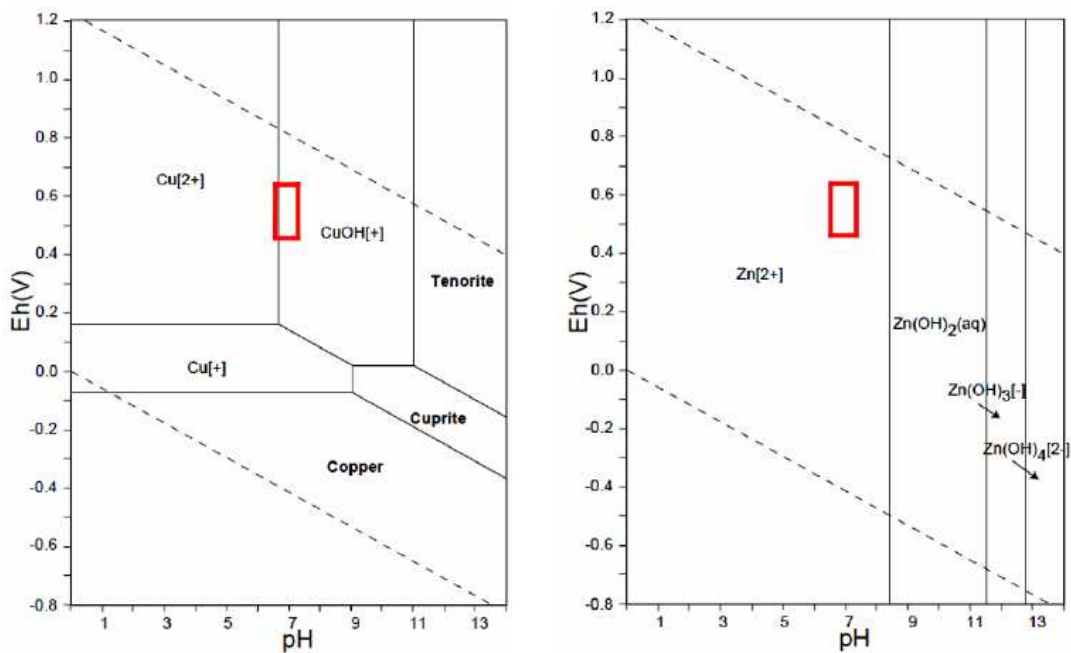 1.2
1.0
0.8
0.6
0.4
0.2
0.0
-0.2
-0.4
-0.6
-0.8
Eh(V)
Cu[2+]
CuOH[+]
Tenorite
Cu[+]
Cuprite
Copper
1 3 5 7 9 11 13
pH
1.2
1.0
0.8
0.6
0.4
0.2
0.0
-0.2
-0.4
-0.6
-0.8
Eh(V)
Zn[2+]
Zn(OH)2(aq)
Zn(OH)3[-]
Zn(OH)4[2-]
1 3 5 7 9 11 13
pH